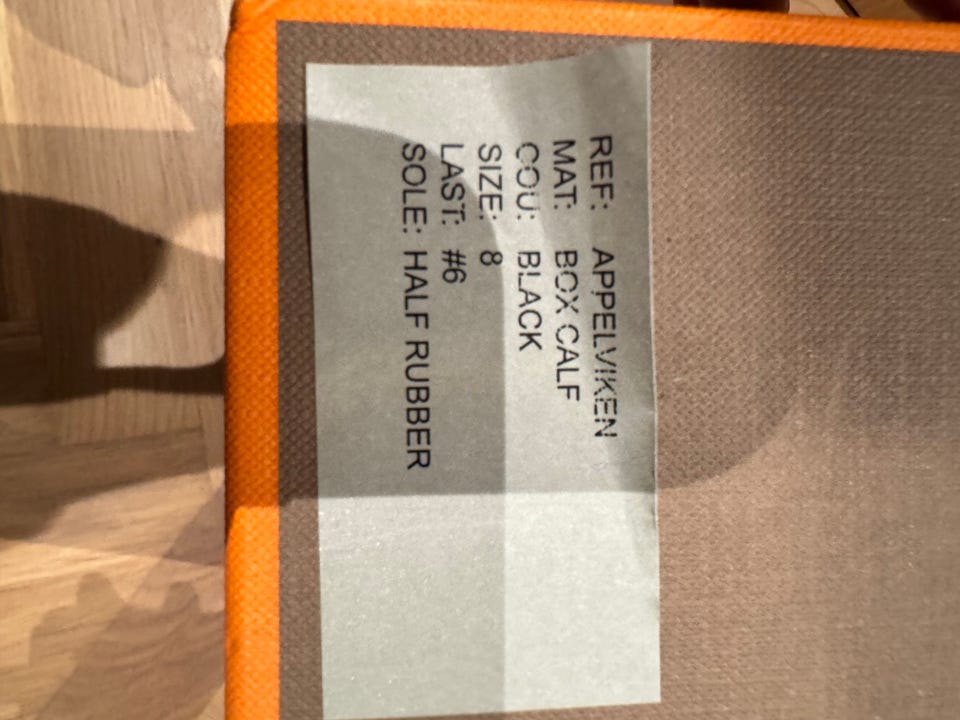 REF: APPELVIKEN
MAT: BOX CALF
COU: BLACK
SIZE: 8
LAST: #6
SOLE: HALF RUBBER